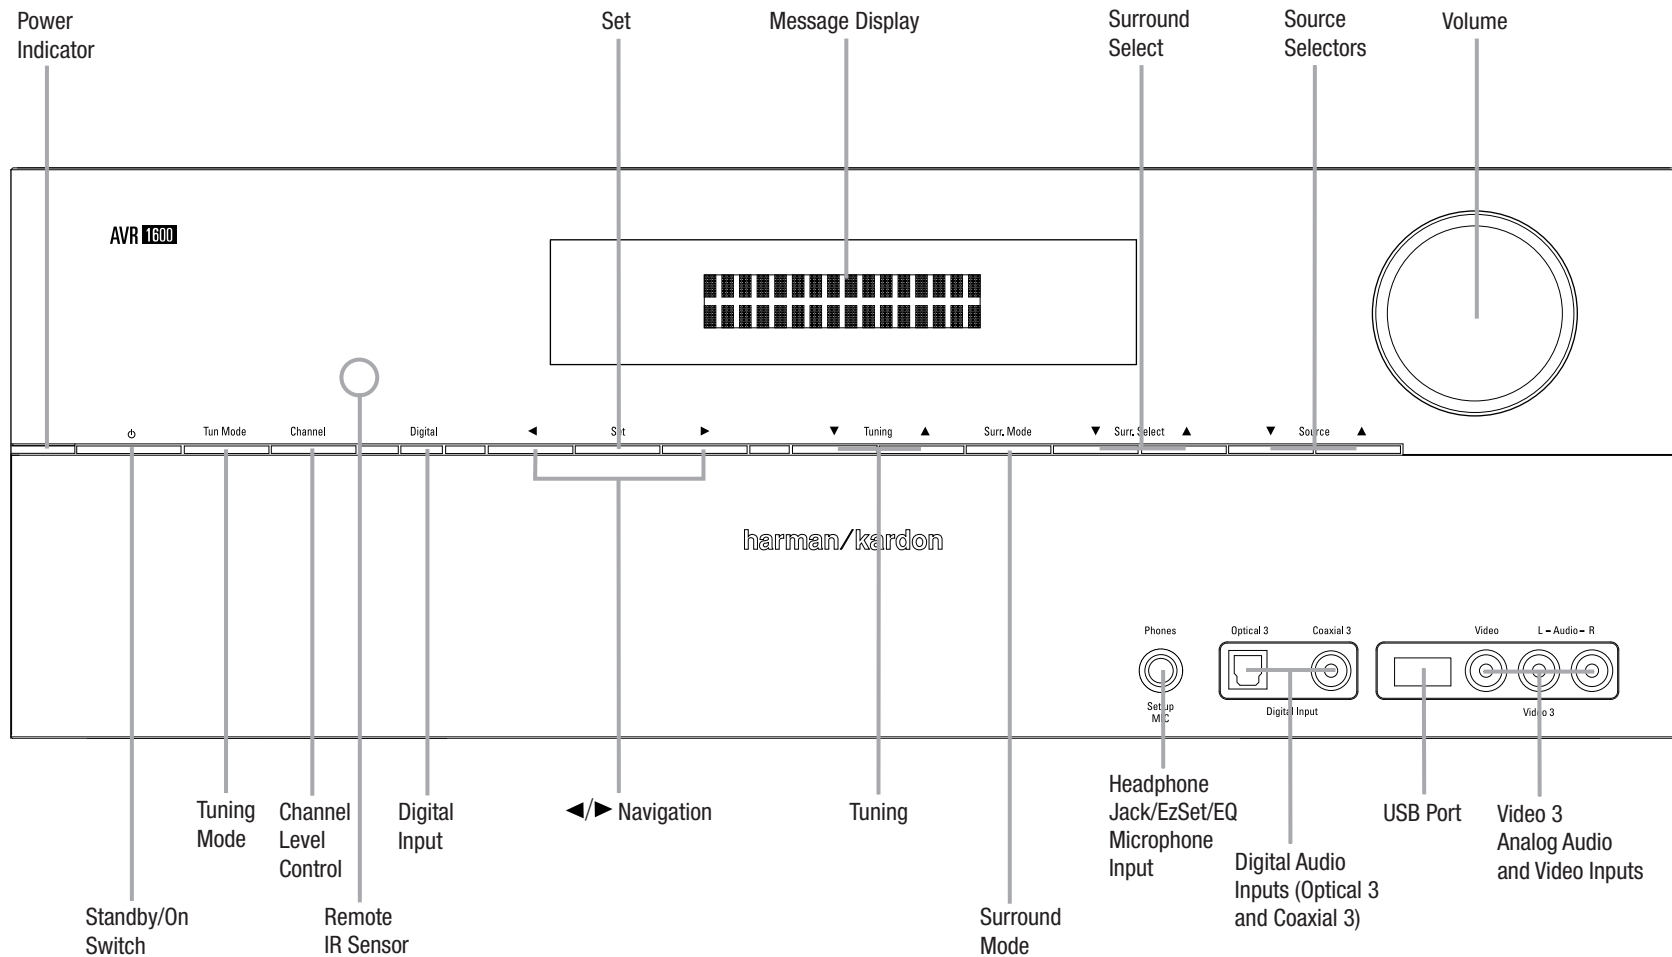 Power
Indicator
Set
Message Display
Surround
Select
Source
Selectors
Volume
AVR 1600
Tun Mode
Channel
Digital
◄
Set
►
▼ Tuning ▲
Surr. Mode
▼ Surr. Select ▲
▼ Source ▲
harman/kardon
Phones
Optical 3
Coaxial 3
Video
L – Audio – R
Setup
MIC
Digital Input
Video 3
Tuning
Mode
Channel
Level
Control
Digital
Input
◄/► Navigation
Tuning
Headphone
Jack/EzSet/EQ
Microphone
Input
Digital Audio
Inputs (Optical 3
and Coaxial 3)
USB Port
Video 3
Analog Audio
and Video Inputs
Standby/On
Switch
Remote
IR Sensor
Surround
Mode